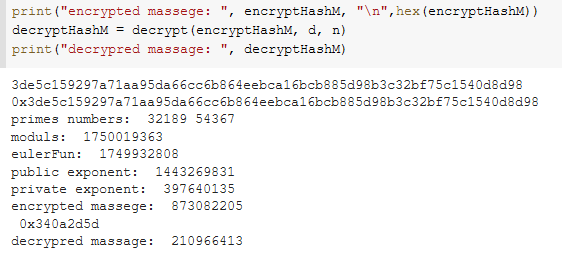 print("encrypted massege: ", encryptHashM, "\n",hex(encryptHashM))
decryptHashM = decrypt(encryptHashM, d, n)
print("decrypred massage: ", decryptHashM)
3de5c159297a71aa95da66cc6b864eebca16bcb885d98b3c32bf75c1540d8d98
0x3de5c159297a71aa95da66cc6b864eebca16bcb885d98b3c32bf75c1540d8d98
primes numbers:  32189 54367
moduls:  1750019363
eulerFun:  1749932808
public exponent:  1443269831
private exponent:  397640135
encrypted massege:  873082205
 0x340a2d5d
decrypred massage:  210966413